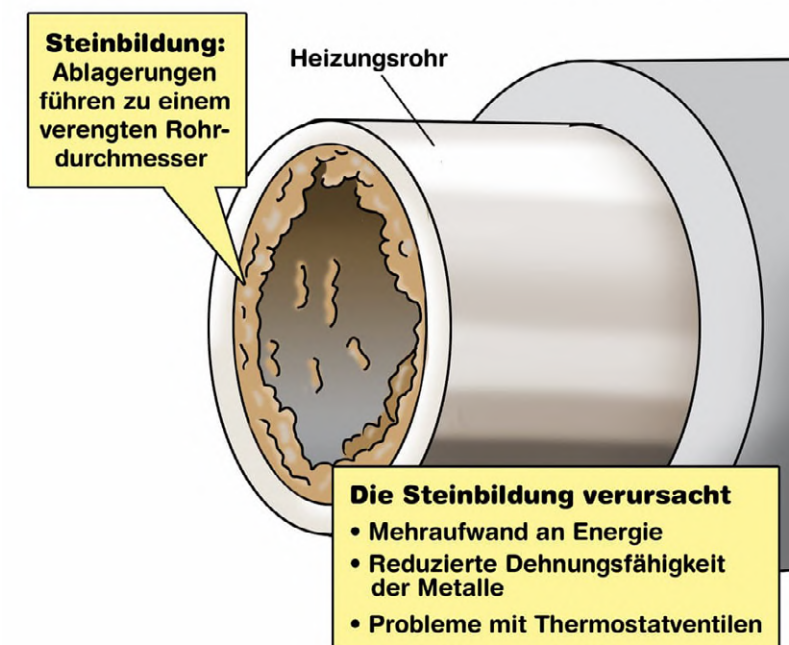 Steinbildung:
Ablagerungen
führen zu einem
verengten Rohr-
durchmesser
Heizungsrohr
Die Steinbildung verursacht
• Mehraufwand an Energie
• Reduzierte Dehnungsfähigkeit
der Metalle
• Probleme mit Thermostatventilen